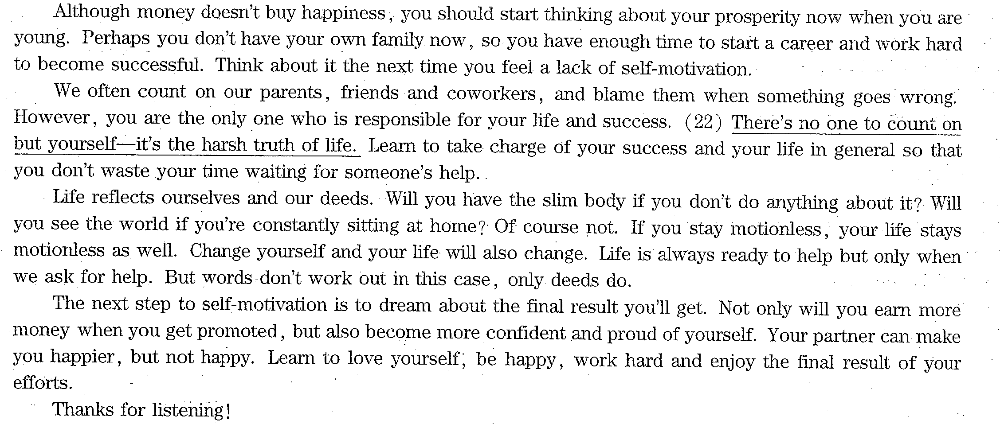 Although money doesn't buy happiness, you should start thinking about your prosperity now when you are
young. Perhaps you don't have your own family now, so you have enough time to start a career and work hard
to become successful. Think about it the next time you feel a lack of self-motivation.
We often count on our parents, friends and coworkers, and blame them when something goes wrong.
However, you are the only one who is responsible for your life and success. (22) There's no one to count on
but yourself—it's the harsh truth of life. Learn to take charge of your success and your life in general so that
you don't waste your time waiting for someone's help.
Life reflects ourselves and our deeds. Will you have the slim body if you don't do anything about it? Will
you see the world if you're constantly sitting at home? Of course not. If you stay motionless, your life stays
motionless as well. Change yourself and your life will also change. Life is always ready to help but only when
we ask for help. But words don't work out in this case, only deeds do.
The next step to self-motivation is to dream about the final result you'll get. Not only will you earn more
money when you get promoted, but also become more confident and proud of yourself. Your partner can make
you happier, but not happy. Learn to love yourself, be happy, work hard and enjoy the final result of your
efforts.
Thanks for listening!